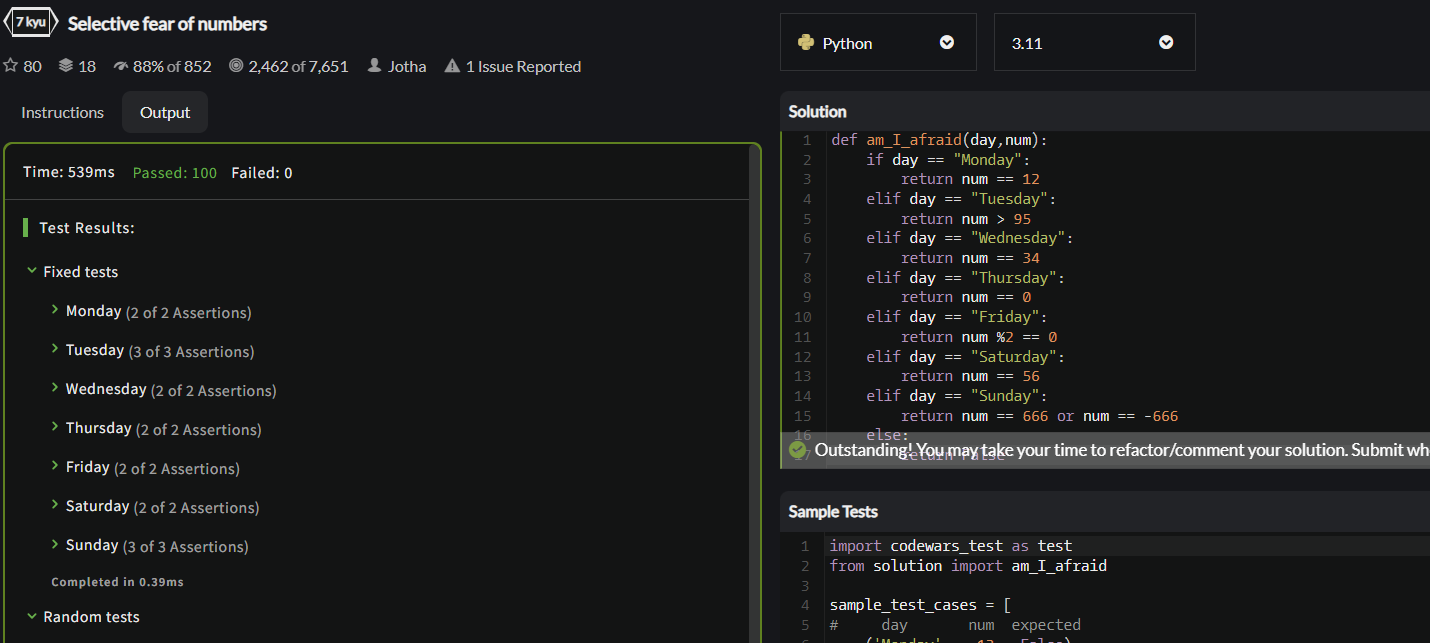 7 kyu Selective fear of numbers
80 18 88% of 852 2,462 of 7,651 Jotha 1 Issue Reported
Instructions Output
Time: 539ms Passed: 100 Failed: 0
Test Results:
Fixed tests
Monday (2 of 2 Assertions)
Tuesday (3 of 3 Assertions)
Wednesday (2 of 2 Assertions)
Thursday (2 of 2 Assertions)
Friday (2 of 2 Assertions)
Saturday (2 of 2 Assertions)
Sunday (3 of 3 Assertions)
Completed in 0.39ms
Random tests
Python 3.11
Solution
1 def am_I_afraid(day,num):
2 if day == "Monday":
3 return num == 12
4 elif day == "Tuesday":
5 return num > 95
6 elif day == "Wednesday":
7 return num == 34
8 elif day == "Thursday":
9 return num == 0
10 elif day == "Friday":
11 return num %2 == 0
12 elif day == "Saturday":
13 return num == 56
14 elif day == "Sunday":
15 return num == 666 or num == -666
16 else:
17 return False
Outstanding! You may take your time to refactor/comment your solution. Submit wh
Sample Tests
1 import codewars_test as test
2 from solution import am_I_afraid
3
4 sample_test_cases = [
5 # day num expected